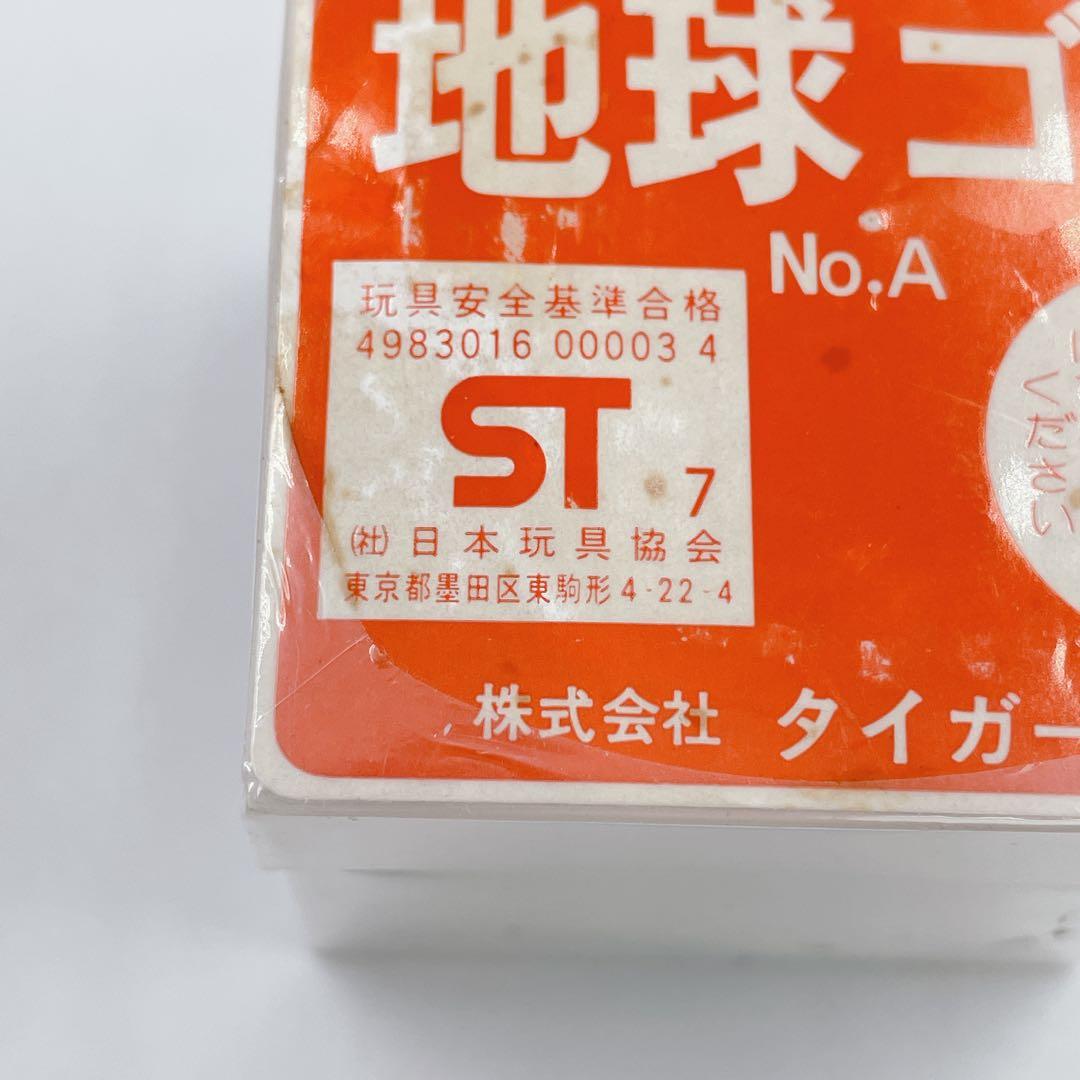 地球ゴ
No.A
玩具安全基準合格
4983016 00003 4
ST 7
㈳日本玩具協会
東京都墨田区東駒形4-22-4
ください
株式会社 タイガー